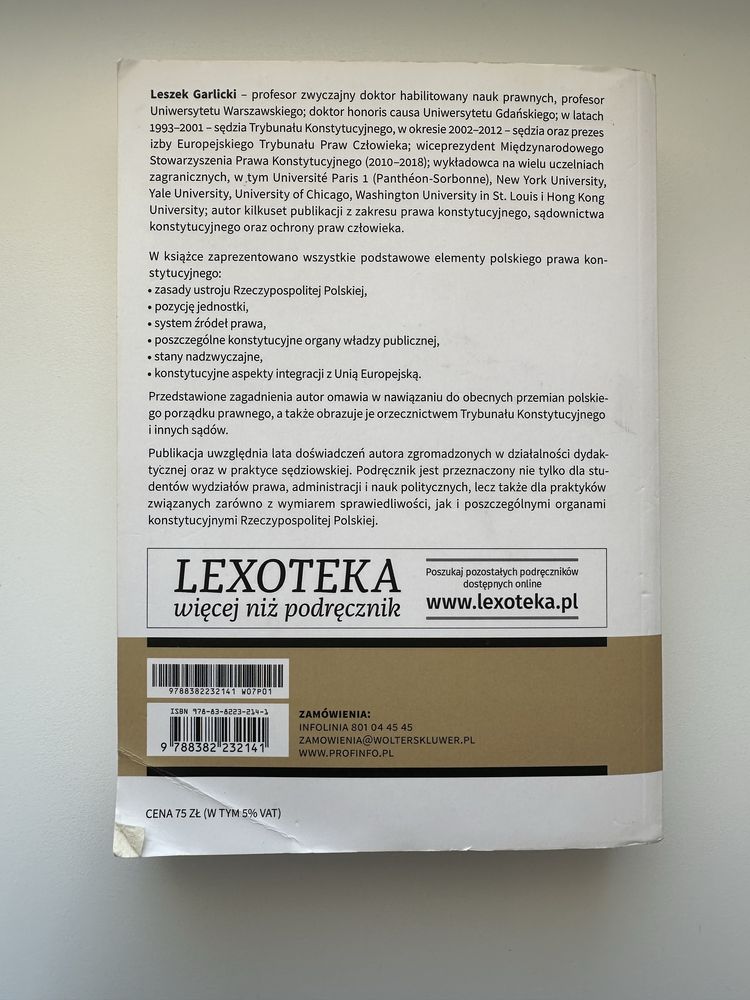 Leszek Garlicki – profesor zwyczajny doktor habilitowany nauk prawnych, profesor
Uniwersytetu Warszawskiego; doktor honoris causa Uniwersytetu Gdańskiego; w latach
1993–2001 – sędzia Trybunału Konstytucyjnego, w okresie 2002–2012 – sędzia oraz prezes
izby Europejskiego Trybunału Praw Człowieka; wiceprezydent Międzynarodowego
Stowarzyszenia Prawa Konstytucyjnego (2010–2018); wykładowca na wielu uczelniach
zagranicznych, w tym Université Paris 1 (Panthéon-Sorbonne), New York University,
Yale University, University of Chicago, Washington University in St. Louis i Hong Kong
University; autor kilkuset publikacji z zakresu prawa konstytucyjnego, sądownictwa
konstytucyjnego oraz ochrony praw człowieka.
W książce zaprezentowano wszystkie podstawowe elementy polskiego prawa kon-
stytucyjnego:
• zasady ustroju Rzeczypospolitej Polskiej,
• pozycję jednostki,
• system źródeł prawa,
• poszczególne konstytucyjne organy władzy publicznej,
• stany nadzwyczajne,
• konstytucyjne aspekty integracji z Unią Europejską.
Przedstawione zagadnienia autor omawia w nawiązaniu do obecnych przemian polskie-
go porządku prawnego, a także obrazuje je orzecznictwem Trybunału Konstytucyjnego
i innych sądów.
Publikacja uwzględnia lata doświadczeń autora zgromadzonych w działalności dydak-
tycznej oraz w praktyce sędziowskiej. Podręcznik jest przeznaczony nie tylko dla stu-
dentów wydziałów prawa, administracji i nauk politycznych, lecz także dla praktyków
związanych zarówno z wymiarem sprawiedliwości, jak i poszczególnymi organami
konstytucyjnymi Rzeczypospolitej Polskiej.
LEXOTEKA
więcej niż podręcznik
Poszukaj pozostałych podręczników
dostępnych online
www.lexoteka.pl
9788382232141 W07P01
ISBN 978-83-8223-214-1
9 788382 232141
ZAMÓWIENIA:
INFOLINIA 801 04 45 45
ZAMOWIENIA@WOLTERSKLUWER.PL
WWW.PROFINFO.PL
CENA 75 ZŁ (W TYM 5% VAT)